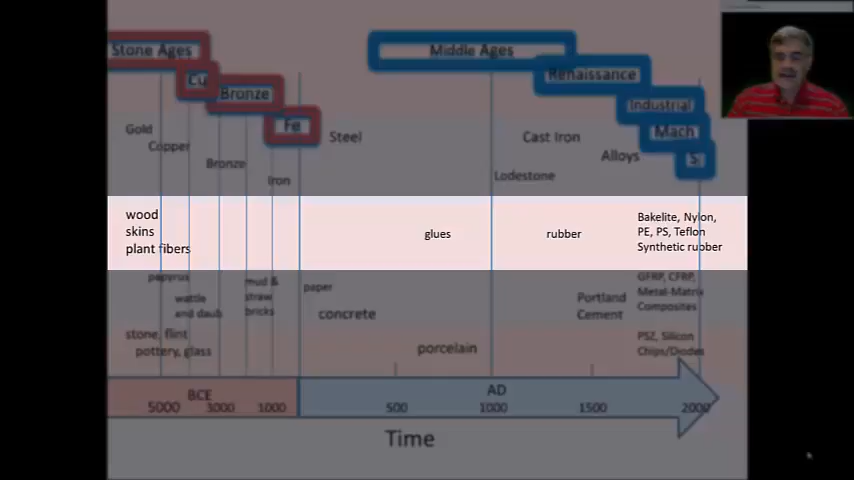 Stone Ages
Middle Ages
Cu
Renaissance
Bronze
Industrial
Fe
Mach
Gold
Steel
Cast Iron
Copper
Alloys
Bronze
Lodestone
Iron
wood
skins
plant fibers
glues
rubber
Bakelite, Nylon,
PE, PS, Teflon
Synthetic rubber
papyrus
wattle
and daub
mud &
straw
bricks
paper
concrete
Portland
Cement
GFRP, CFRP,
Metal-Matrix
Composites
stone, flint
pottery, glass
porcelain
PSZ, Silicon
Chips/Diodes
BCE
AD
5000 3000 1000 500 1000 1500 2000
Time